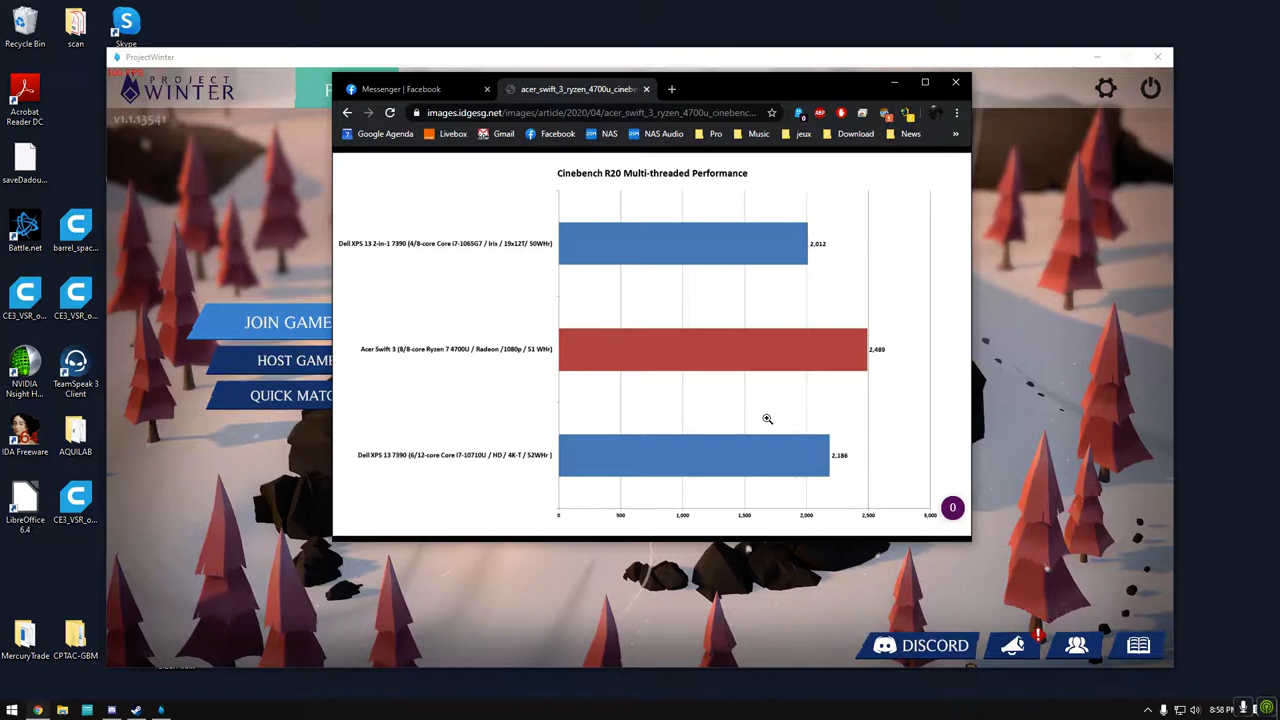 Recycle Bin
scan
Skype
Acrobat
Reader DC
saveDadou...
Battle.net
barrel_spac...
CE3_VSR_o...
CE3_VSR_o...
NVIDIA
Nsight H...
TeamSpeak 3
Client
IDA Freeware
AQUILAB
LibreOffice
6.4
CE3_VSR_o...
MercuryTrade
CPTAC-GBM
ProjectWinter
PROJECT
WINTER
v1.1.13541
P
JOIN GAME
HOST GAME
QUICK MATC
Messenger | Facebook
acer_swift_3_ryzen_4700u_cinebenc
images.idgesg.net/images/article/2020/04/acer_swift_3_ryzen_4700u_cinebenc...
Google Agenda
Livebox
Gmail
Facebook
NAS
NAS Audio
Pro
Music
jeux
Download
News
»
Cinebench R20 Multi-threaded Performance
Dell XPS 13 2-in-1 7390 (4/8-core Core i7-1065G7 / Iris / 19x12T/ 50WHr)
2,012
Acer Swift 3 (8/8-core Ryzen 7 4700U / Radeon /1080p / 51 WHr)
2,489
Dell XPS 13 7390 (6/12-core Core i7-10710U / HD / 4K-T / 52WHr )
2,186
0 500 1,000 1,500 2,000 2,500 3,000
0
DISCORD
!
8:58 PM